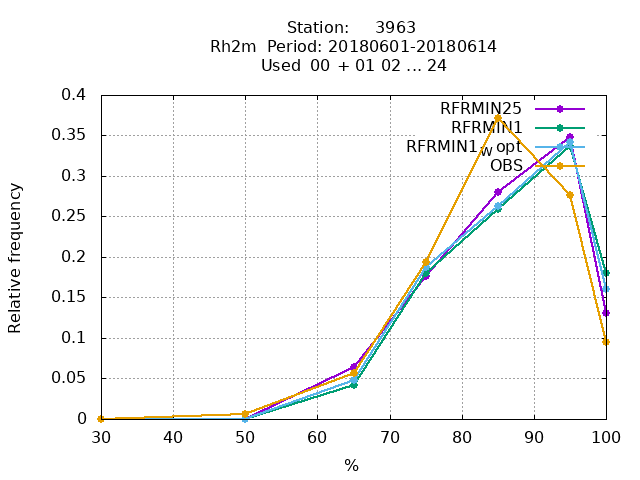 Station: 3963
Rh2m Period: 20180601-20180614
Used 00 + 01 02 ... 24
0.4
0.35
0.3
0.25
0.2
0.15
0.1
0.05
0
Relative frequency
RFRMIN25
RFRMIN1
RFRMIN1w opt
OBS
30 40 50 60 70 80 90 100
%